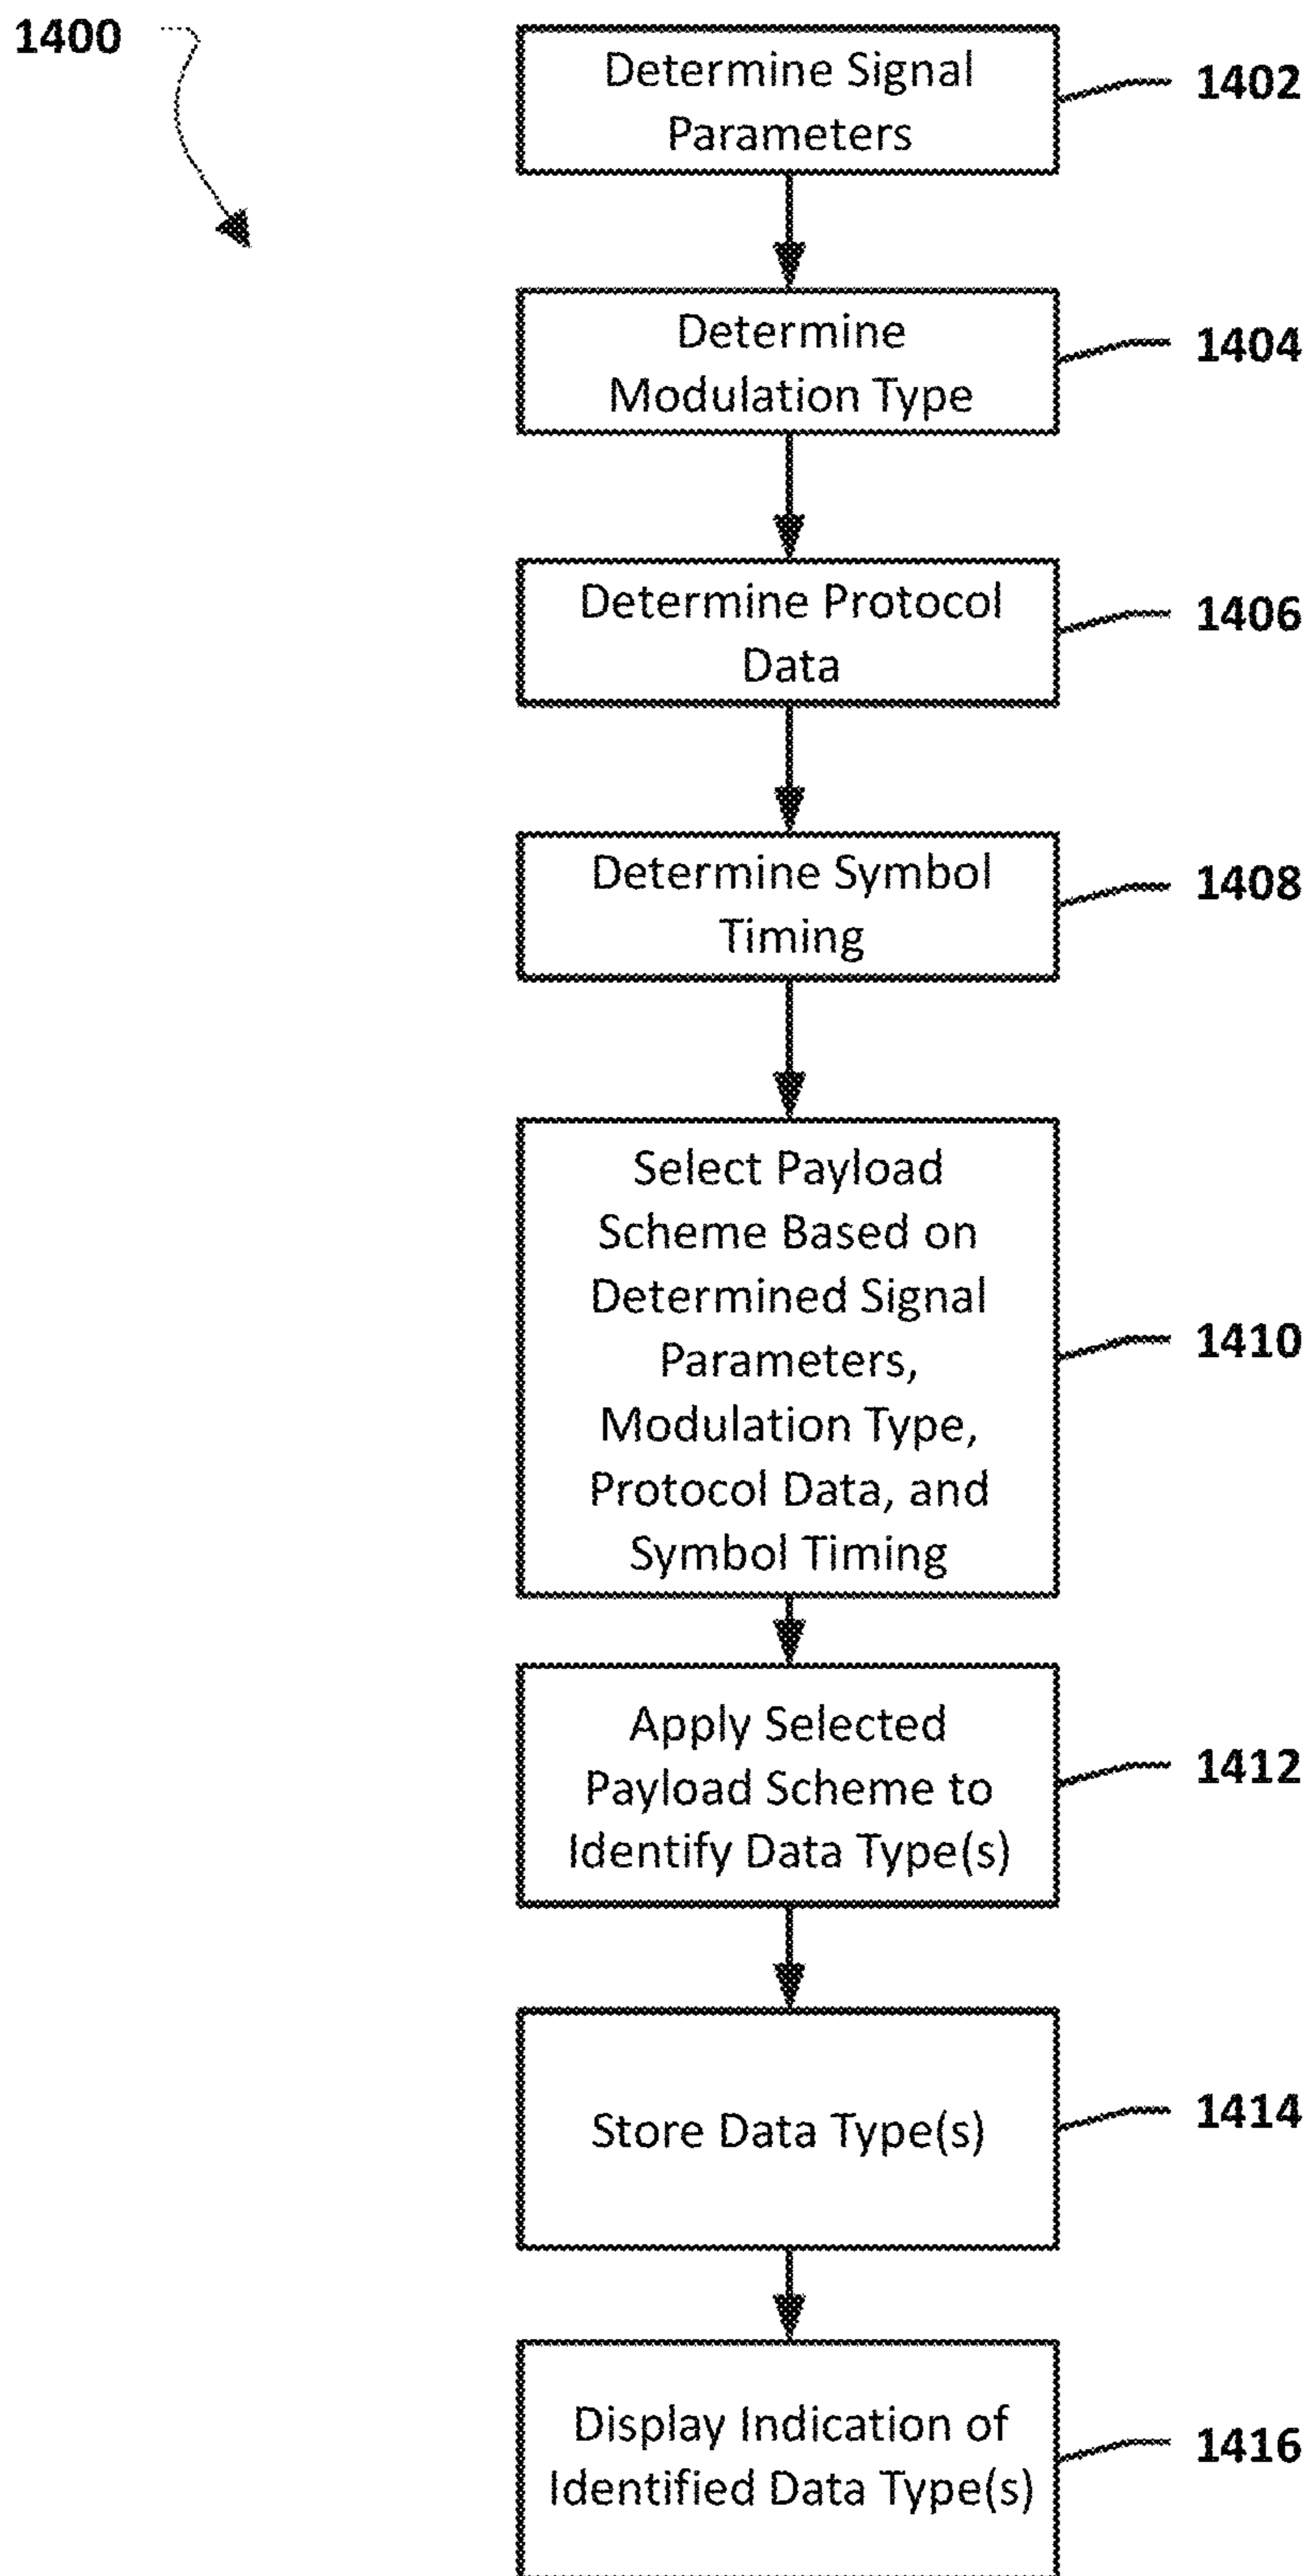 1400
Determine Signal
Parameters
1402
Determine
Modulation Type
1404
Determine Protocol
Data
1406
Determine Symbol
Timing
1408
Select Payload
Scheme Based on
Determined Signal
Parameters,
Modulation Type,
Protocol Data, and
Symbol Timing
1410
Apply Selected
Payload Scheme to
Identify Data Type(s)
1412
Store Data Type(s)
1414
Display Indication of
Identified Data Type(s)
1416